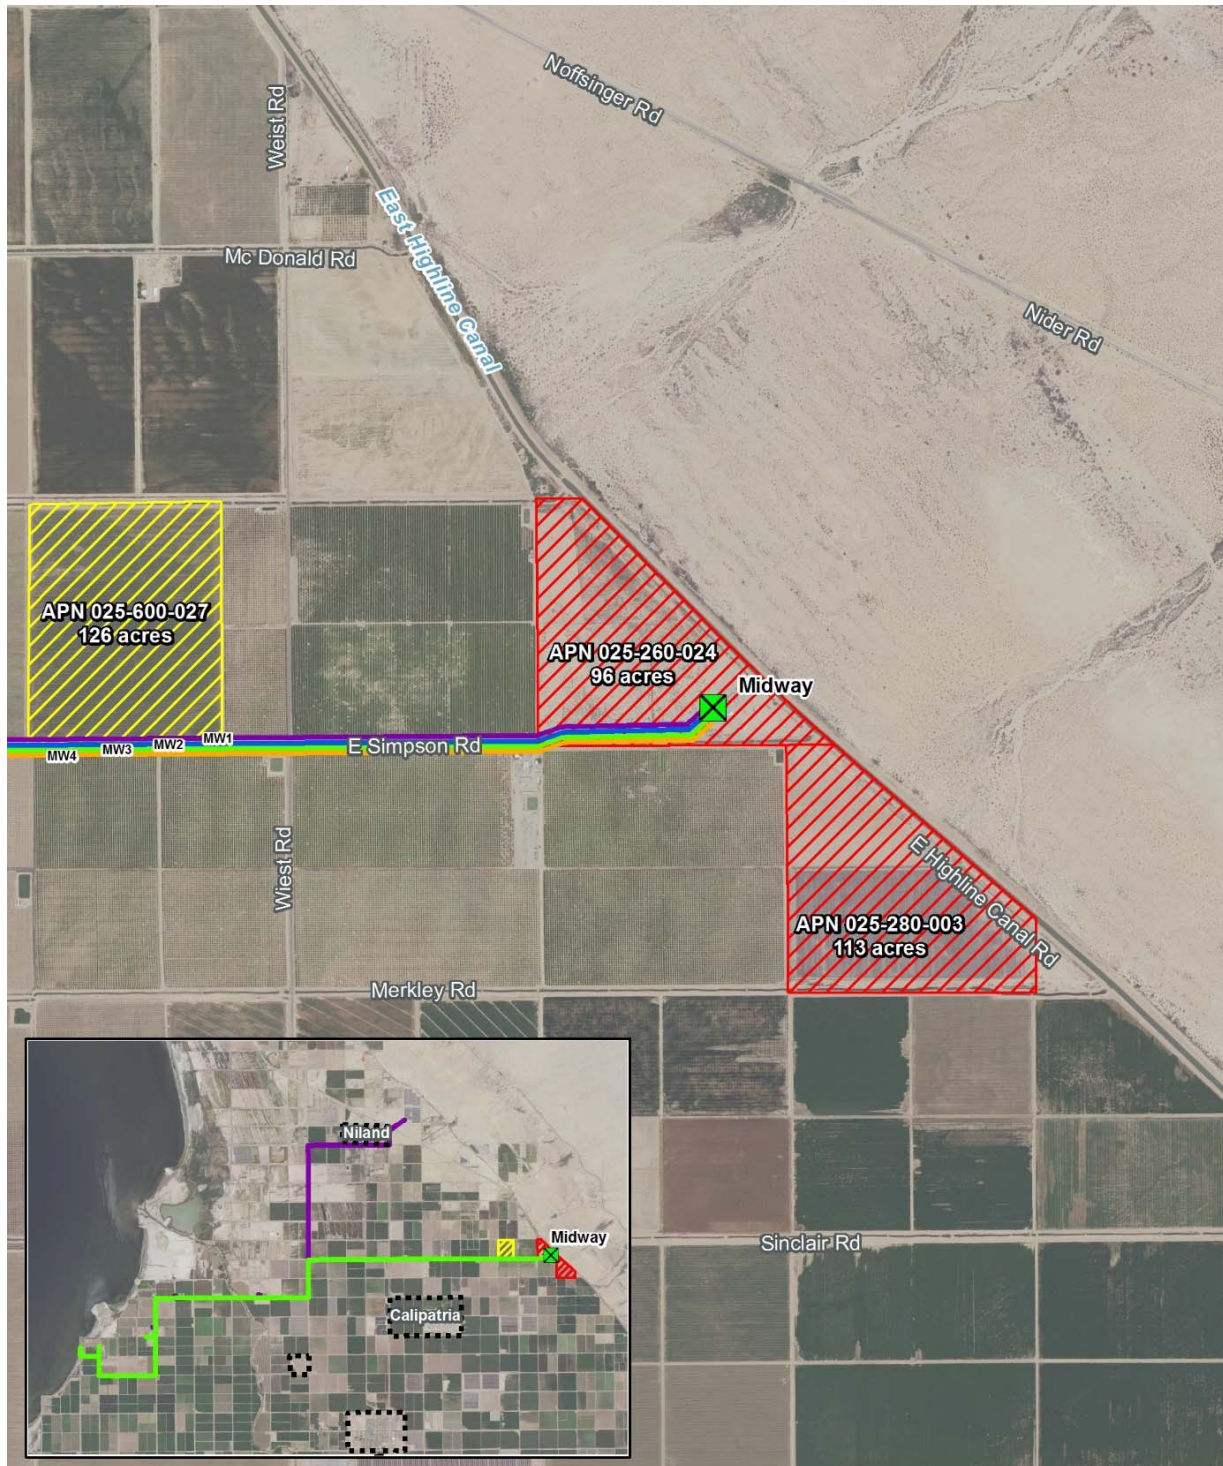 Noffsinger Rd
Weist Rd
East Highline Canal
Mc Donald Rd
Nider Rd
APN 025-600-027
126 acres
APN 025-260-024
96 acres
Midway
MW4
MW3
MW2
MW1
E Simpson Rd
Wiest Rd
E Highline Canal Rd
APN 025-280-003
113 acres
Merkley Rd
Niland
Midway
Calipatria
Sinclair Rd